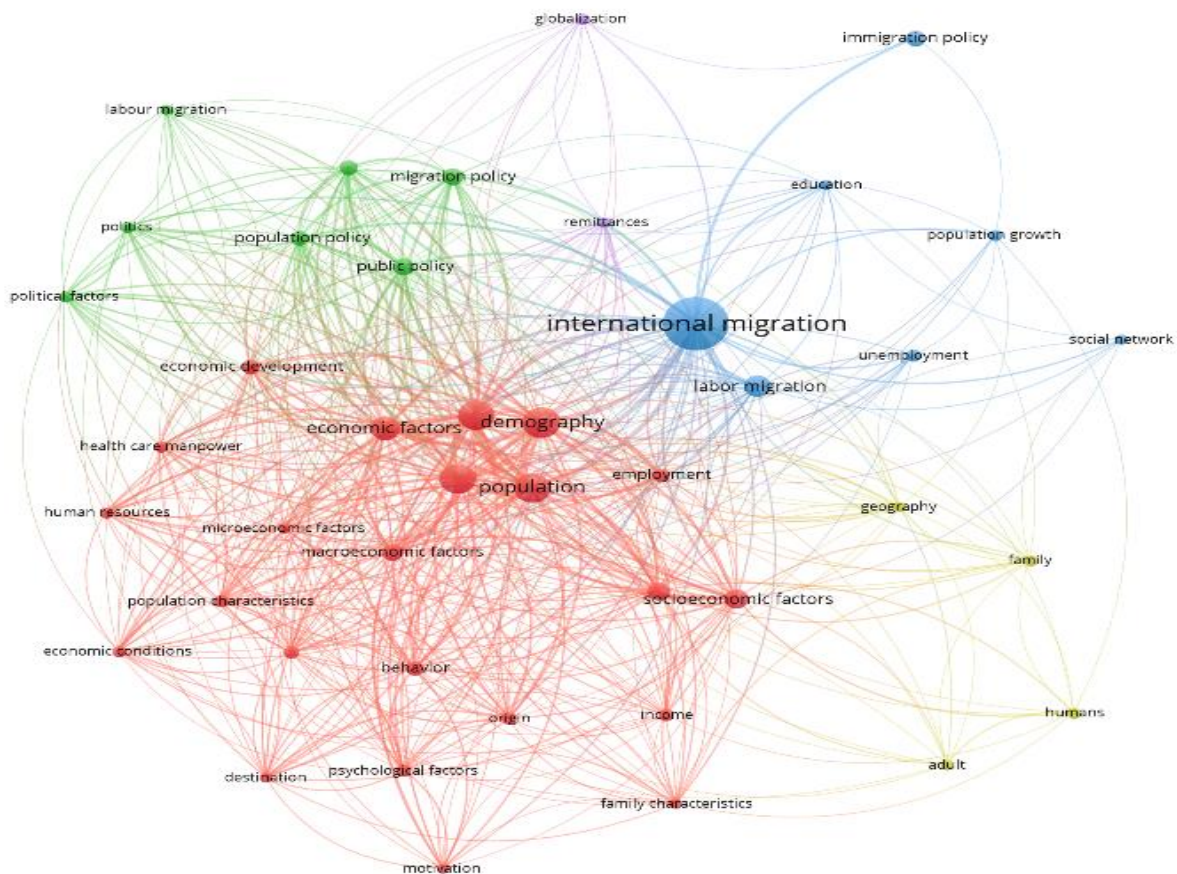 globalization
immigration policy
labour migration
migration policy
education
politics
population policy
remittances
population growth
public policy
political factors
international migration
social network
economic development
unemployment
labor migration
economic factors
demography
health care manpower
employment
population
human resources
geography
microeconomic factors
macroeconomic factors
family
population characteristics
socioeconomic factors
economic conditions
behavior
origin
income
humans
destination
psychological factors
adult
family characteristics
motivation